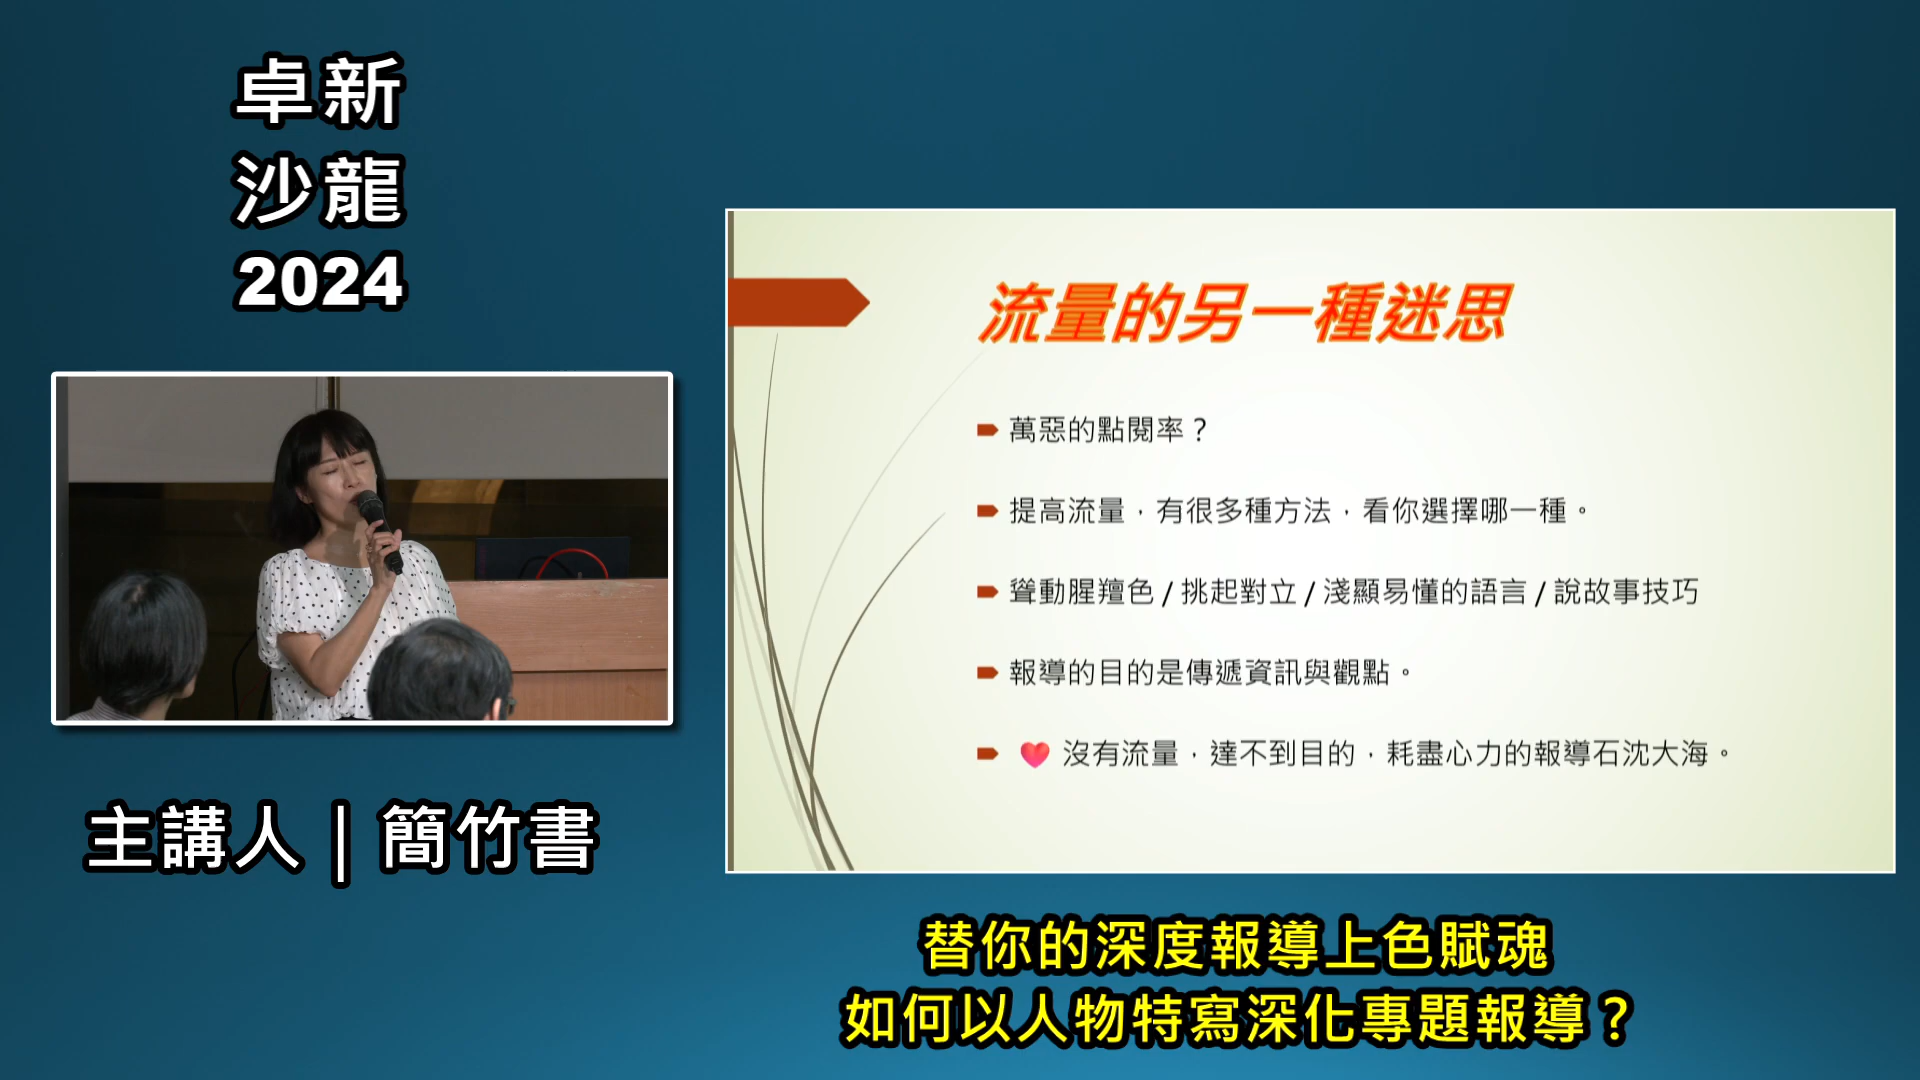 卓新
沙龍
2024
主講人｜簡竹書
流量的另一種迷思
萬惡的點閱率？
提高流量，有很多種方法，看你選擇哪一種。
聳動腥羶色 / 挑起對立 / 淺顯易懂的語言 / 說故事技巧
報導的目的是傳遞資訊與觀點。
❤ 沒有流量，達不到目的，耗盡心力的報導石沈大海。
替你的深度報導上色賦魂
如何以人物特寫深化專題報導？